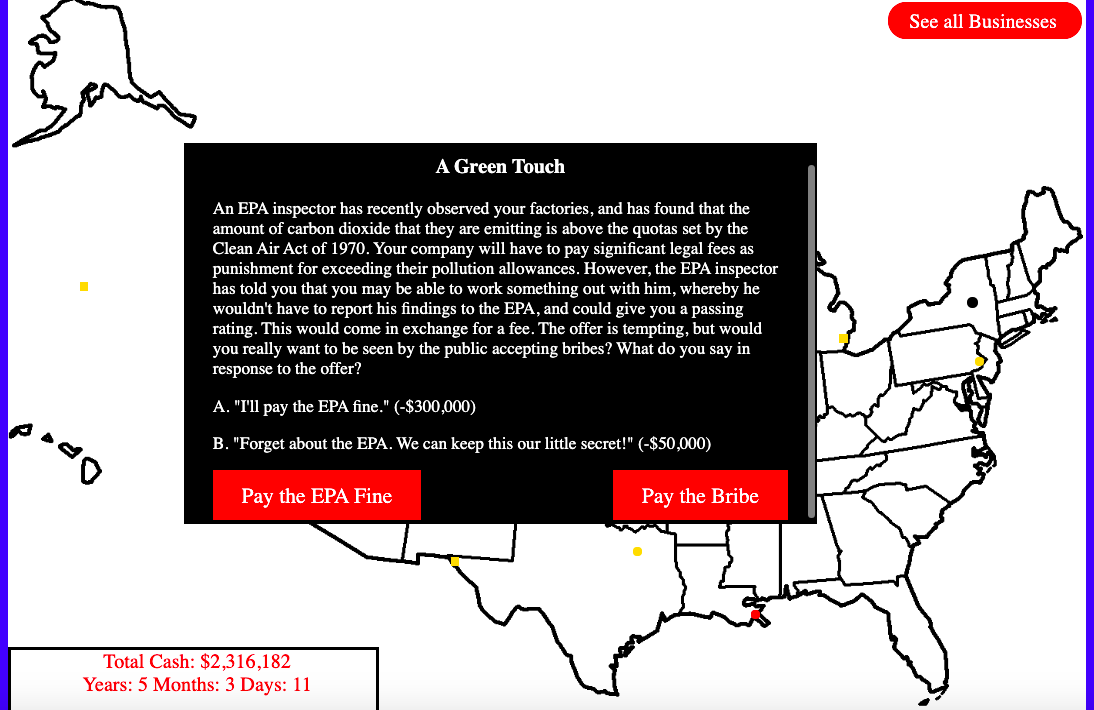 See all Businesses
A Green Touch
An EPA inspector has recently observed your factories, and has found that the
amount of carbon dioxide that they are emitting is above the quotas set by the
Clean Air Act of 1970. Your company will have to pay significant legal fees as
punishment for exceeding their pollution allowances. However, the EPA inspector
has told you that you may be able to work something out with him, whereby he
wouldn't have to report his findings to the EPA, and could give you a passing
rating. This would come in exchange for a fee. The offer is tempting, but would
you really want to be seen by the public accepting bribes? What do you say in
response to the offer?
A. "I'll pay the EPA fine." (-$300,000)
B. "Forget about the EPA. We can keep this our little secret!" (-$50,000)
Pay the EPA Fine
Pay the Bribe
Total Cash: $2,316,182
Years: 5 Months: 3 Days: 11